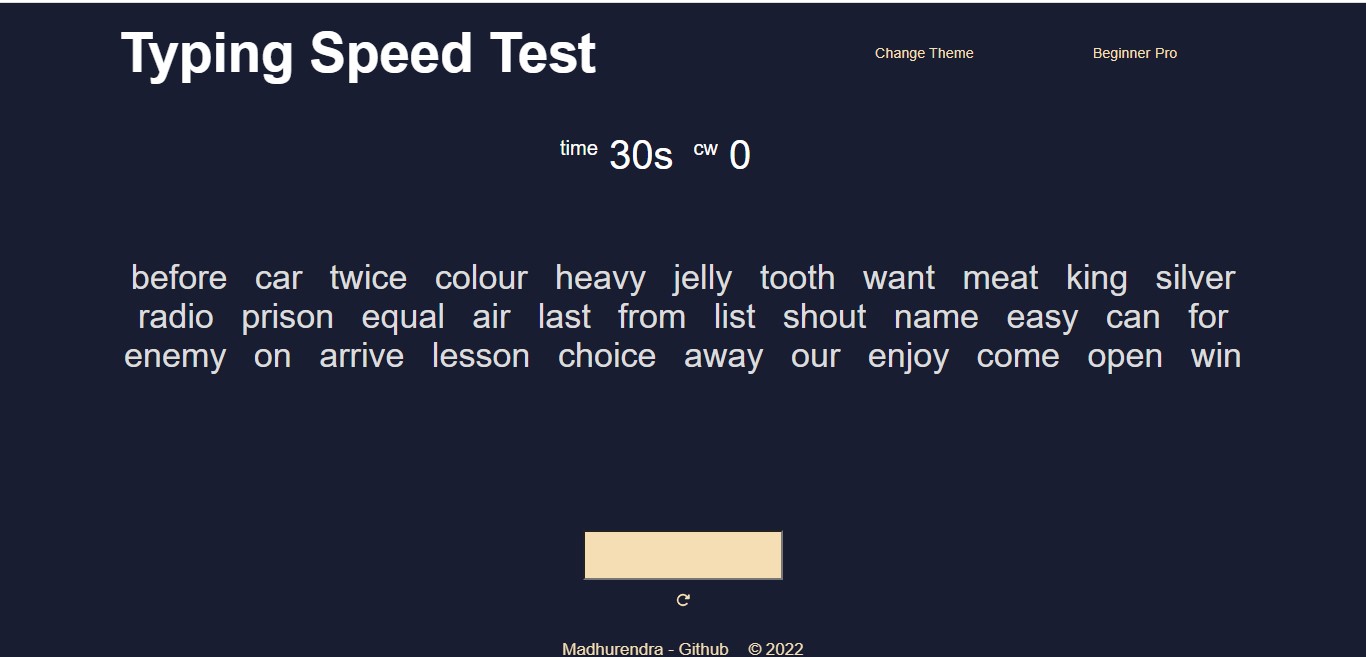 Typing Speed Test
Change Theme
Beginner Pro
time 30s cw 0
before car twice colour heavy jelly tooth want meat king silver
radio prison equal air last from list shout name easy can for
enemy on arrive lesson choice away our enjoy come open win
Madhurendra - Github © 2022